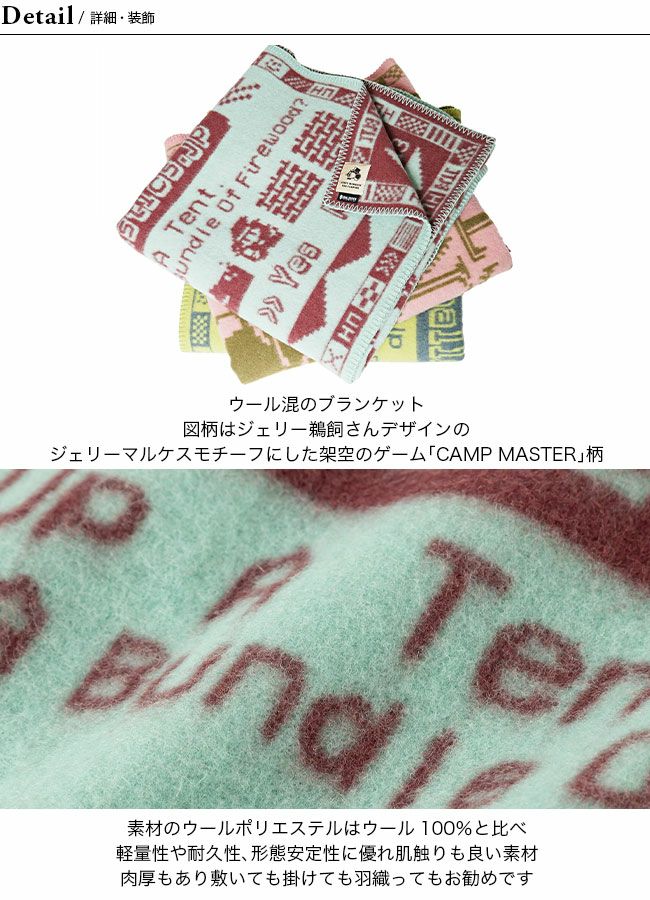 Detail / 詳細・装飾
A Tent.
Bundle Of Firewood?
>> Yes
ウール混のブランケット
図柄はジェリー鵜飼さんデザインの
ジェリーマルケスモチーフにした架空のゲーム｢CAMP MASTER｣柄
A Ten
Bundle
素材のウールポリエステルはウール 100%と比べ
軽量性や耐久性､形態安定性に優れ肌触りも良い素材
肉厚もあり敷いても掛けても羽織ってもお勧めです